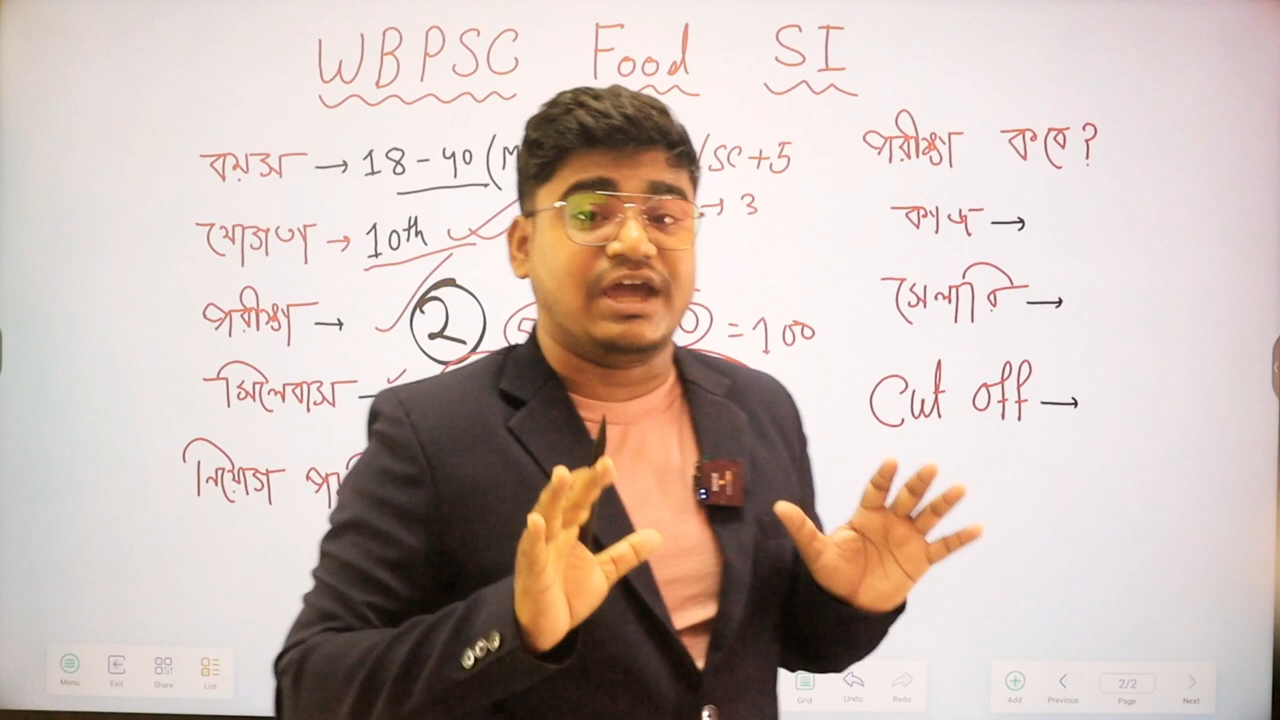 WBPSC Food SI
বয়স → 18 - 40 (M /SC + 5
→ 3
যোগ্যতা → 10th
পরীক্ষা → 2 = 100
সিলেবাস →
নিয়োগ
পরীক্ষা কবে?
কাজ →
সেলারি →
Cut off →
Menu Exit Share List
Grid Undo Redo
Add Previous 2/2 Page Next